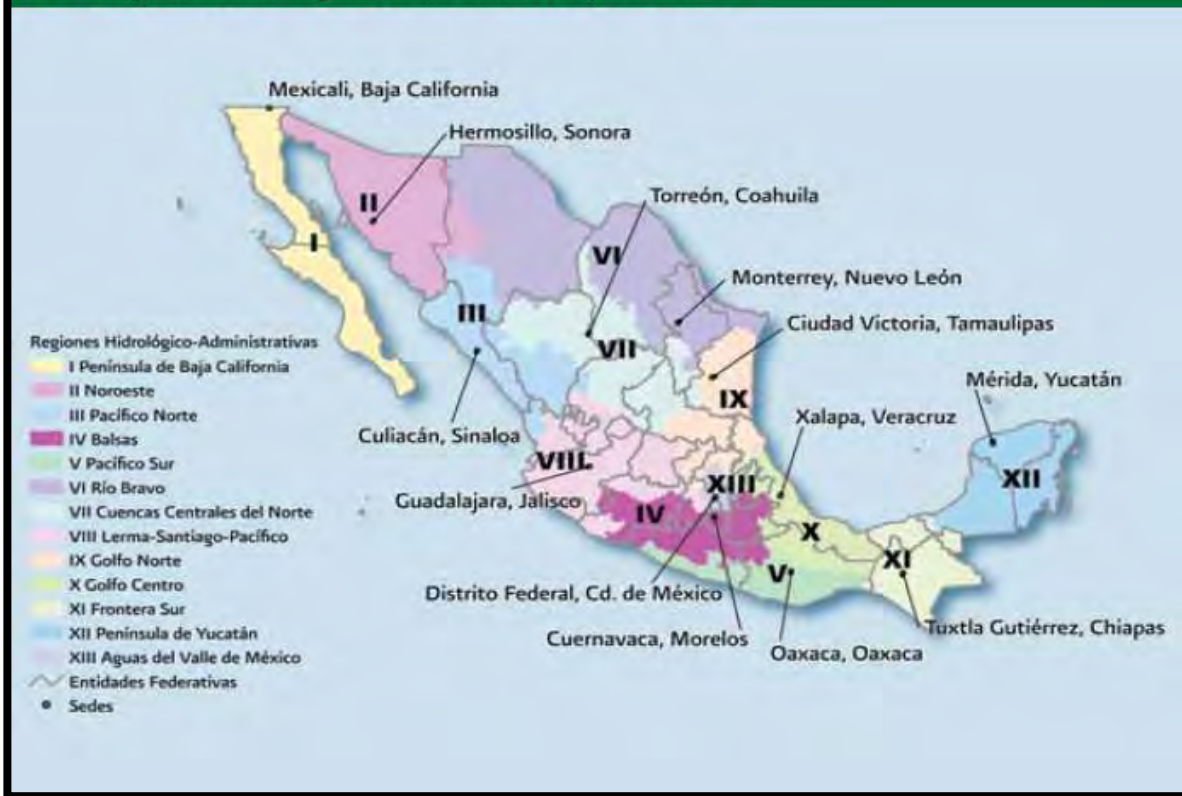 Mexicali, Baja California
Hermosillo, Sonora
Torreón, Coahuila
Monterrey, Nuevo León
Ciudad Victoria, Tamaulipas
Mérida, Yucatán
Xalapa, Veracruz
Culiacán, Sinaloa
Guadalajara, Jalisco
Distrito Federal, Cd. de México
Cuernavaca, Morelos
Oaxaca, Oaxaca
Tuxtla Gutiérrez, Chiapas
I
II
III
VI
VII
IX
VIII
XIII
IV
X
V
XI
XII
Regiones Hidrológico-Administrativas
I Península de Baja California
II Noroeste
III Pacífico Norte
IV Balsas
V Pacífico Sur
VI Río Bravo
VII Cuencas Centrales del Norte
VIII Lerma-Santiago-Pacífico
IX Golfo Norte
X Golfo Centro
XI Frontera Sur
XII Península de Yucatán
XIII Aguas del Valle de México
Entidades Federativas
Sedes